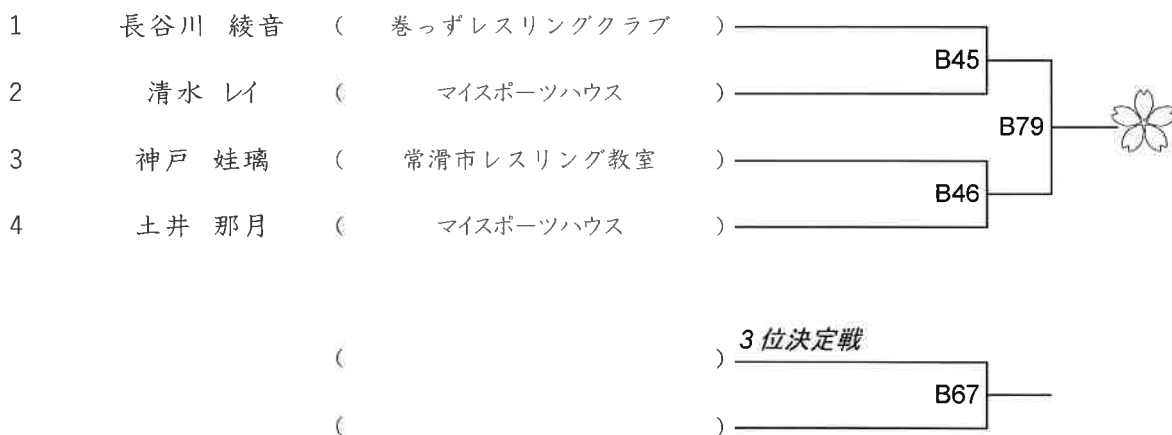 1 長谷川 綾音 ( 巻っずレスリングクラブ )
B45
2 清水 レイ ( マイスポーツハウス )
B79
3 神戸 娃璃 ( 常滑市レスリング教室 )
B46
4 土井 那月 ( マイスポーツハウス )
3位決定戦
( )
B67
( )